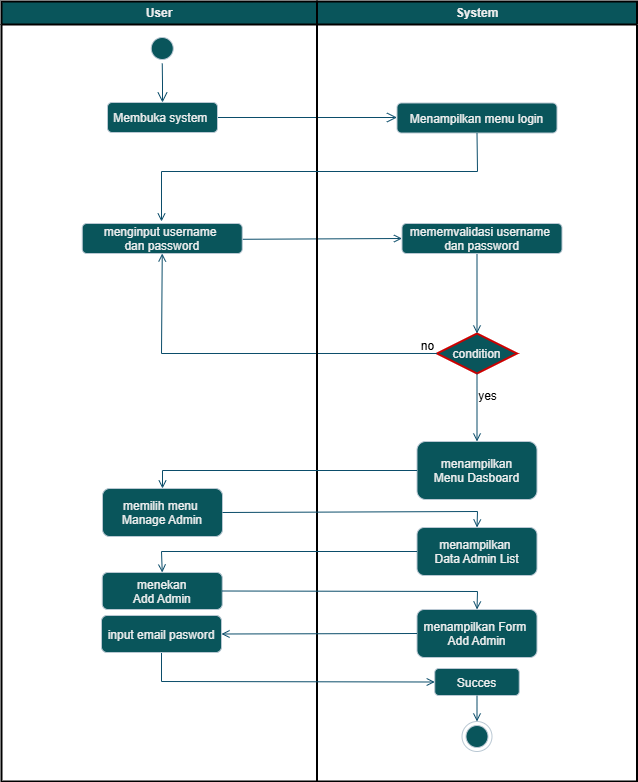 User
System
Membuka system
Menampilkan menu login
menginput username
dan password
mememvalidasi username
dan password
no
condition
yes
menampilkan
Menu Dasboard
memilih menu
Manage Admin
menampilkan
Data Admin List
menekan
Add Admin
input email pasword
menampilkan Form
Add Admin
Succes